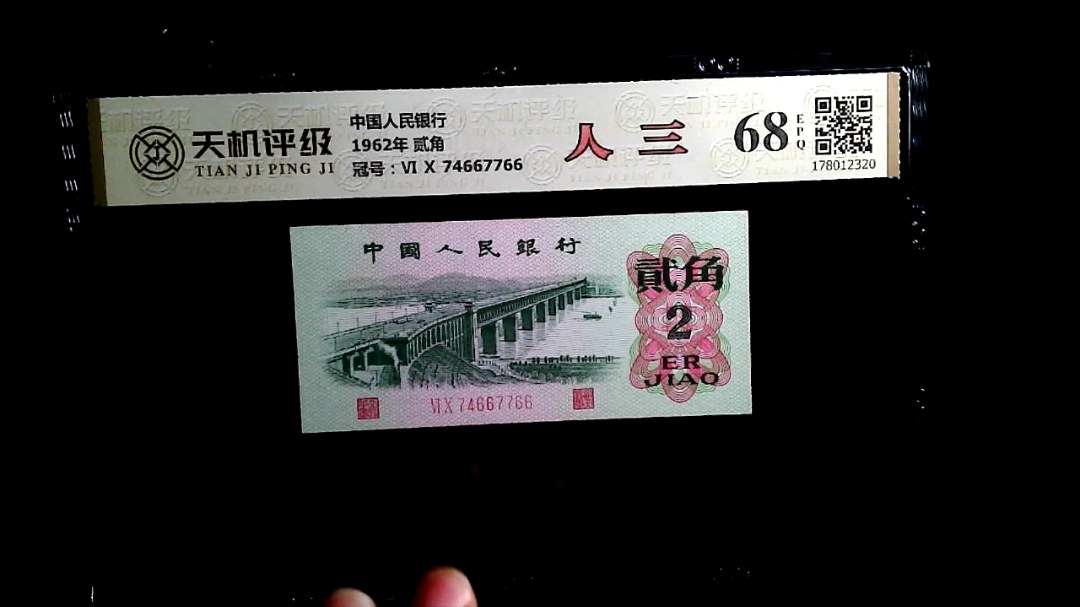 天机评级
TIAN JI PING JI
中国人民银行
1962年 贰角
冠号：Ⅵ Ⅹ 74667766
人三
68
EPQ
178012320
中國人民銀行
貳角
2
ER
JIAO
ⅥⅩ74667766